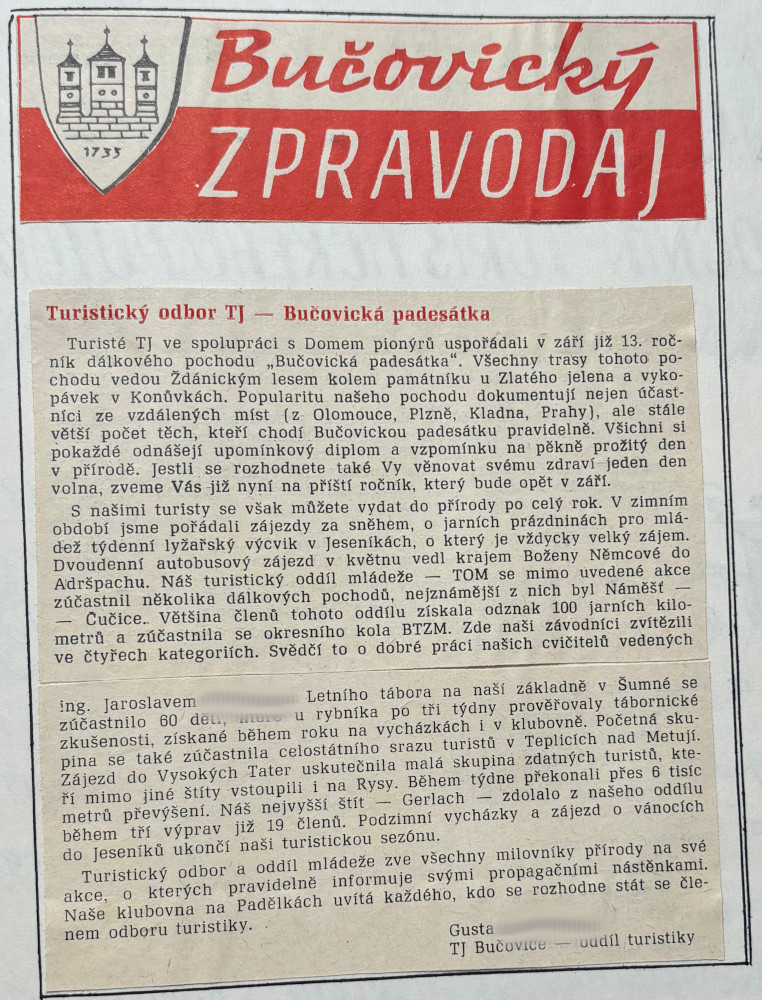 Bučovický
ZPRAVODAJ
1735
Turistický odbor TJ — Bučovická padesátka
Turisté TJ ve spolupráci s Domem pionýrů uspořádali v září již 13. roč-
ník dálkového pochodu „Bučovická padesátka“. Všechny trasy tohoto po-
chodu vedou Ždánickým lesem kolem památníku u Zlatého jelena a vyko-
pávek v Konůvkách. Popularitu našeho pochodu dokumentují nejen účast-
níci ze vzdálených míst (z Olomouce, Plzně, Kladna, Prahy), ale stále
větší počet těch, kteří chodí Bučovickou padesátku pravidelně. Všichni si
pokaždé odnášejí upomínkový diplom a vzpomínku na pěkně prožitý den
v přírodě. Jestli se rozhodnete také Vy věnovat svému zdraví jeden den
volna, zveme Vás již nyní na příští ročník, který bude opět v září.
S našimi turisty se však můžete vydat do přírody po celý rok. V zimním
období jsme pořádali zájezdy za sněhem, o jarních prázdninách pro mlá-
dež týdenní lyžařský výcvik v Jeseníkách, o který je vždycky velký zájem.
Dvoudenní autobusový zájezd v květnu vedl krajem Boženy Němcové do
Adršpachu. Náš turistický oddíl mládeže — TOM se mimo uvedené akce
zúčastnil několika dálkových pochodů, nejznámější z nich byl Náměšť —
— Čučice. Většina členů tohoto oddílu získala odznak 100 jarních kilo-
metrů a zúčastnila se okresního kola BTZM. Zde naši závodníci zvítězili
ve čtyřech kategoriích. Svědčí to o dobré práci našich cvičitelů vedených
ing. Jaroslavem Letního tábora na naší základně v Šumné se
zúčastnilo 60 dětí, které u rybníka po tři týdny prověřovaly tábornické
zkušenosti, získané během roku na vycházkách i v klubovně. Početná sku-
pina se také zúčastnila celostátního srazu turistů v Teplicích nad Metují.
Zájezd do Vysokých Tater uskutečnila malá skupina zdatných turistů, kte-
ří mimo jiné štíty vstoupili i na Rysy. Během týdne překonali přes 6 tisíc
metrů převýšení. Náš nejvyšší štít — Gerlach — zdolalo z našeho oddílu
během tří výprav již 19 členů. Podzimní vycházky a zájezd o vánocích
do Jeseníků ukončí naši turistickou sezónu.
Turistický odbor a oddíl mládeže zve všechny milovníky přírody na své
akce, o kterých pravidelně informuje svými propagačními nástěnkami.
Naše klubovna na Padělkách uvítá každého, kdo se rozhodne stát se čle-
nem odboru turistiky.
Gusta
TJ Bučovice — oddíl turistiky